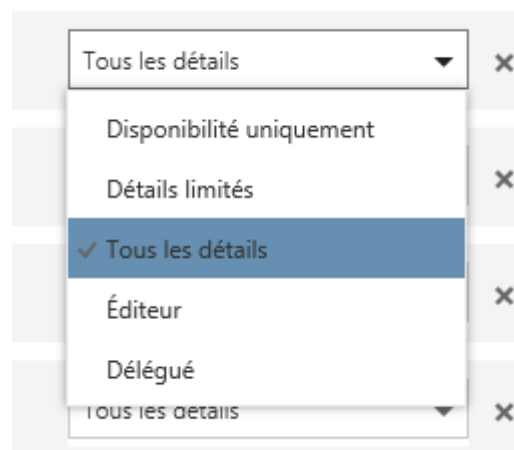 Tous les détails
Disponibilité uniquement
Détails limités
Tous les détails
Éditeur
Délégué
Tous les détails